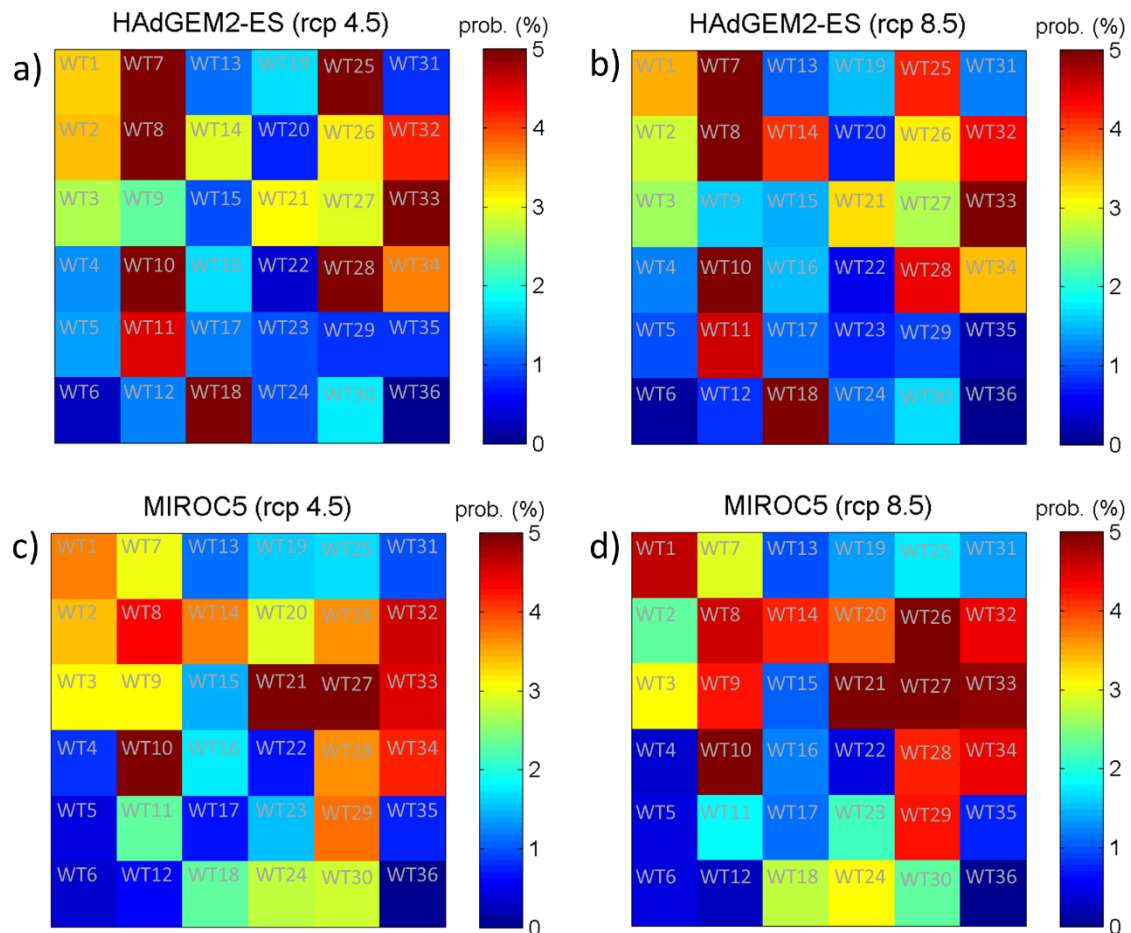 HAdGEM2-ES (rcp 4.5) prob. (%)
a)
WT1 WT7 WT13 WT19 WT25 WT31 5
WT2 WT8 WT14 WT20 WT26 WT32 4
WT3 WT9 WT15 WT21 WT27 WT33 3
WT4 WT10 WT16 WT22 WT28 WT34 2
WT5 WT11 WT17 WT23 WT29 WT35 1
WT6 WT12 WT18 WT24 WT30 WT36 0
HAdGEM2-ES (rcp 8.5) prob. (%)
b)
WT1 WT7 WT13 WT19 WT25 WT31 5
WT2 WT8 WT14 WT20 WT26 WT32 4
WT3 WT9 WT15 WT21 WT27 WT33 3
WT4 WT10 WT16 WT22 WT28 WT34 2
WT5 WT11 WT17 WT23 WT29 WT35 1
WT6 WT12 WT18 WT24 WT30 WT36 0
MIROC5 (rcp 4.5) prob. (%)
c)
WT1 WT7 WT13 WT19 WT25 WT31 5
WT2 WT8 WT14 WT20 WT26 WT32 4
WT3 WT9 WT15 WT21 WT27 WT33 3
WT4 WT10 WT16 WT22 WT28 WT34 2
WT5 WT11 WT17 WT23 WT29 WT35 1
WT6 WT12 WT18 WT24 WT30 WT36 0
MIROC5 (rcp 8.5) prob. (%)
d)
WT1 WT7 WT13 WT19 WT25 WT31 5
WT2 WT8 WT14 WT20 WT26 WT32 4
WT3 WT9 WT15 WT21 WT27 WT33 3
WT4 WT10 WT16 WT22 WT28 WT34 2
WT5 WT11 WT17 WT23 WT29 WT35 1
WT6 WT12 WT18 WT24 WT30 WT36 0